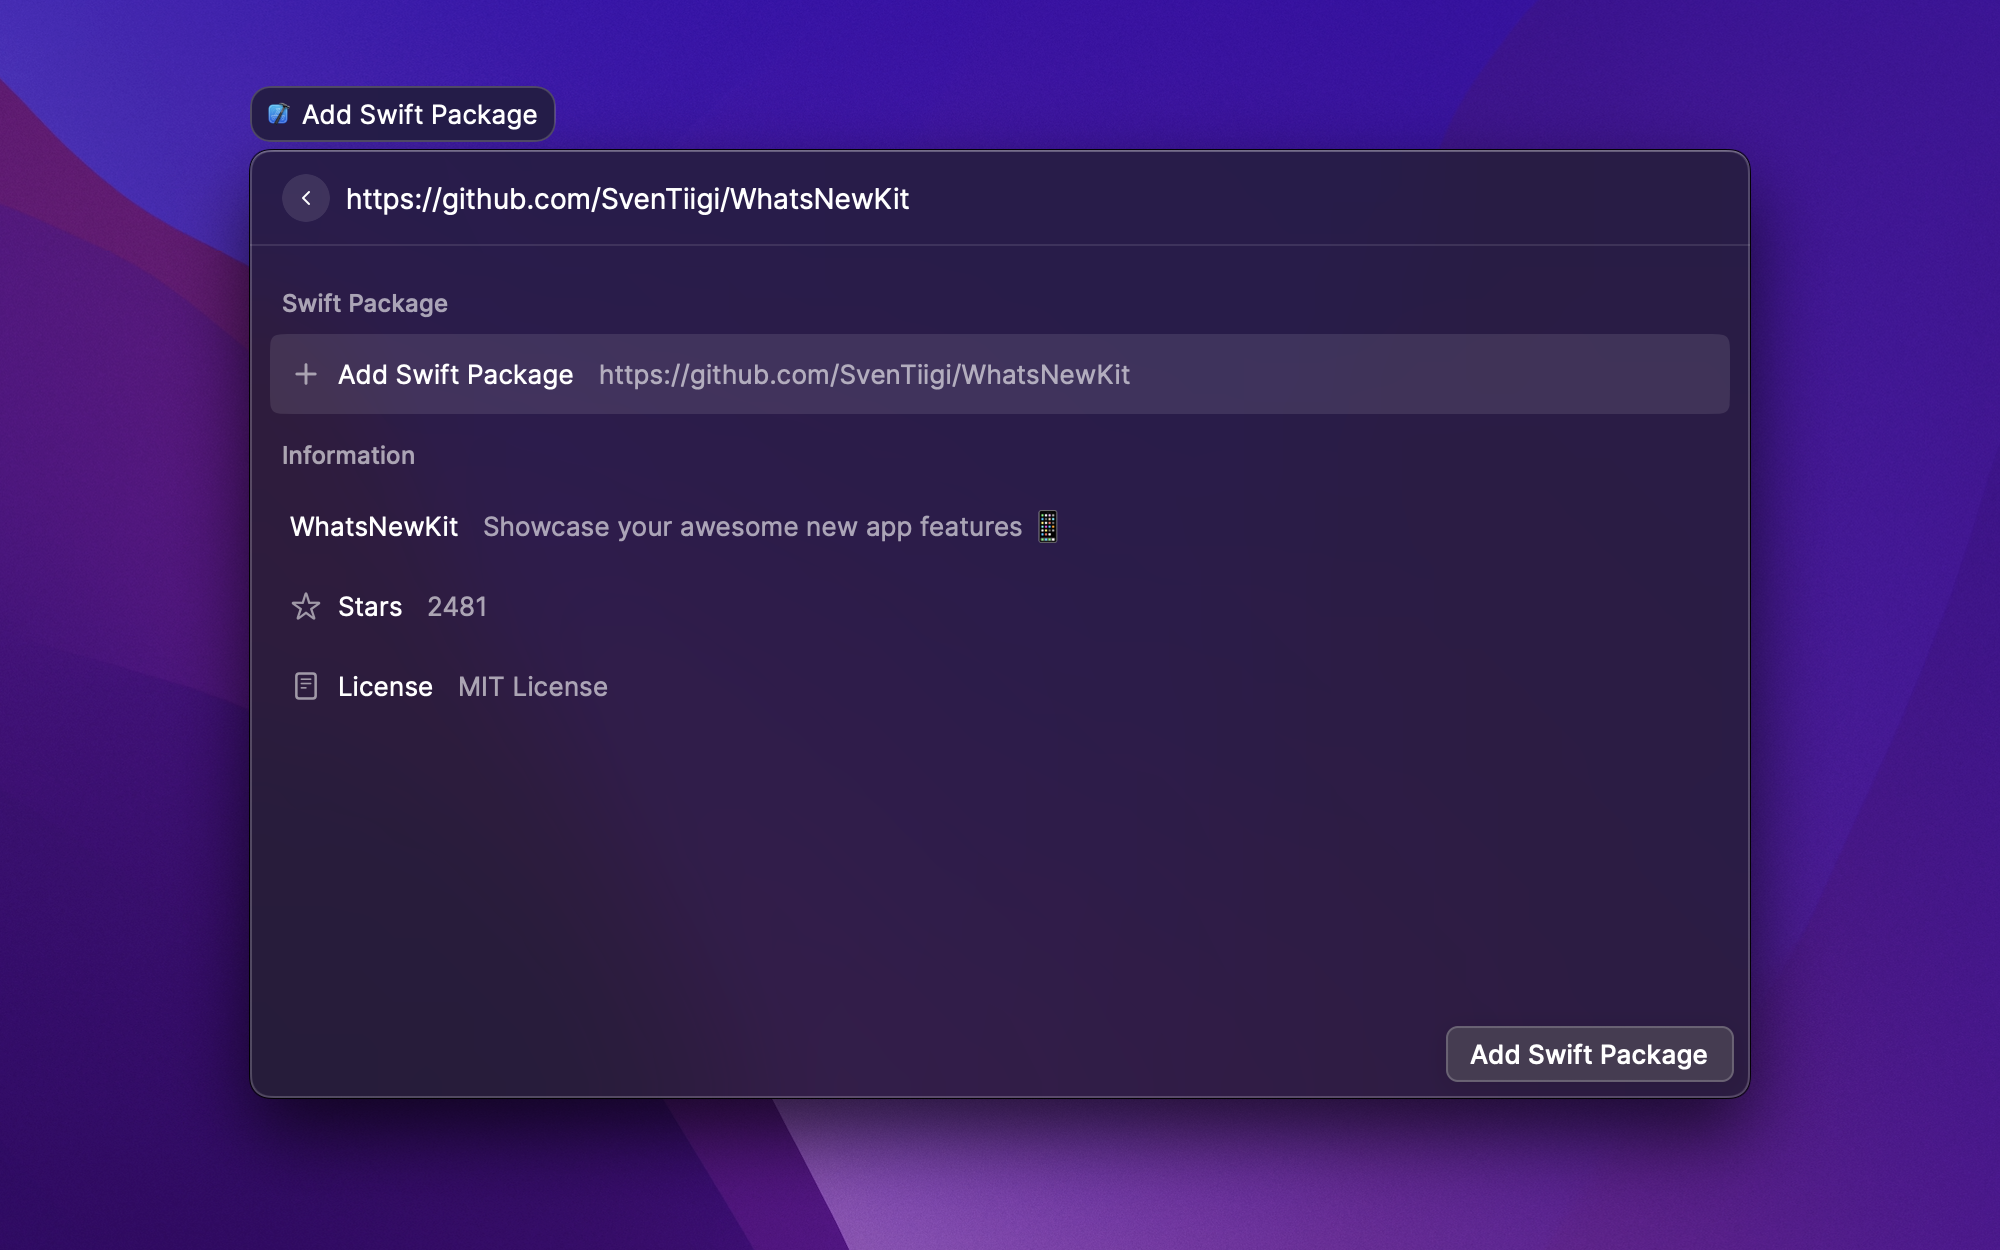 Add Swift Package
https://github.com/SvenTiigi/WhatsNewKit
Swift Package
Add Swift Package https://github.com/SvenTiigi/WhatsNewKit
Information
WhatsNewKit Showcase your awesome new app features 📱
Stars 2481
License MIT License
Add Swift Package